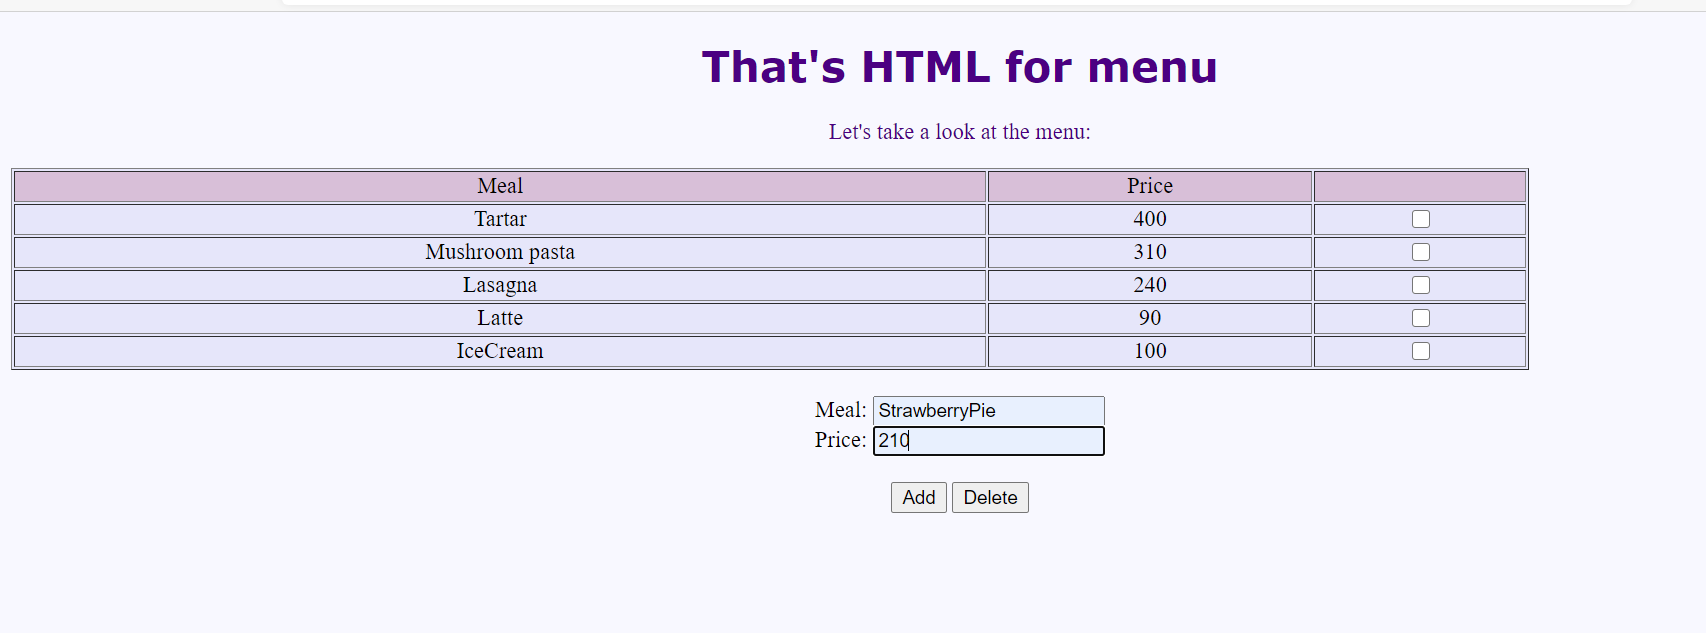 That's HTML for menu
Let's take a look at the menu:
Meal Price
Tartar 400
Mushroom pasta 310
Lasagna 240
Latte 90
IceCream 100
Meal: StrawberryPie
Price: 210
Add Delete